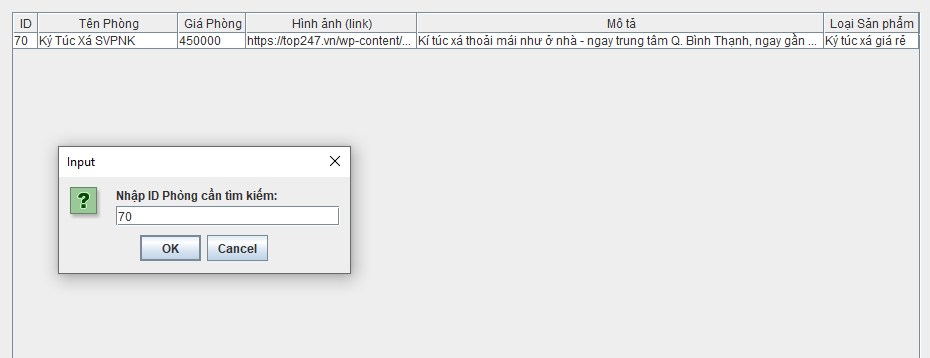 ID Tên Phòng Giá Phòng Hình ảnh (link) Mô tả Loại Sản phẩm
70 Ký Túc Xá SVPNK 450000 https://top247.vn/wp-content/... Kí túc xá thoải mái như ở nhà - ngay trung tâm Q. Bình Thạnh, ngay gần ... Ký túc xá giá rẻ
Input
Nhập ID Phòng cần tìm kiếm:
70
OK Cancel